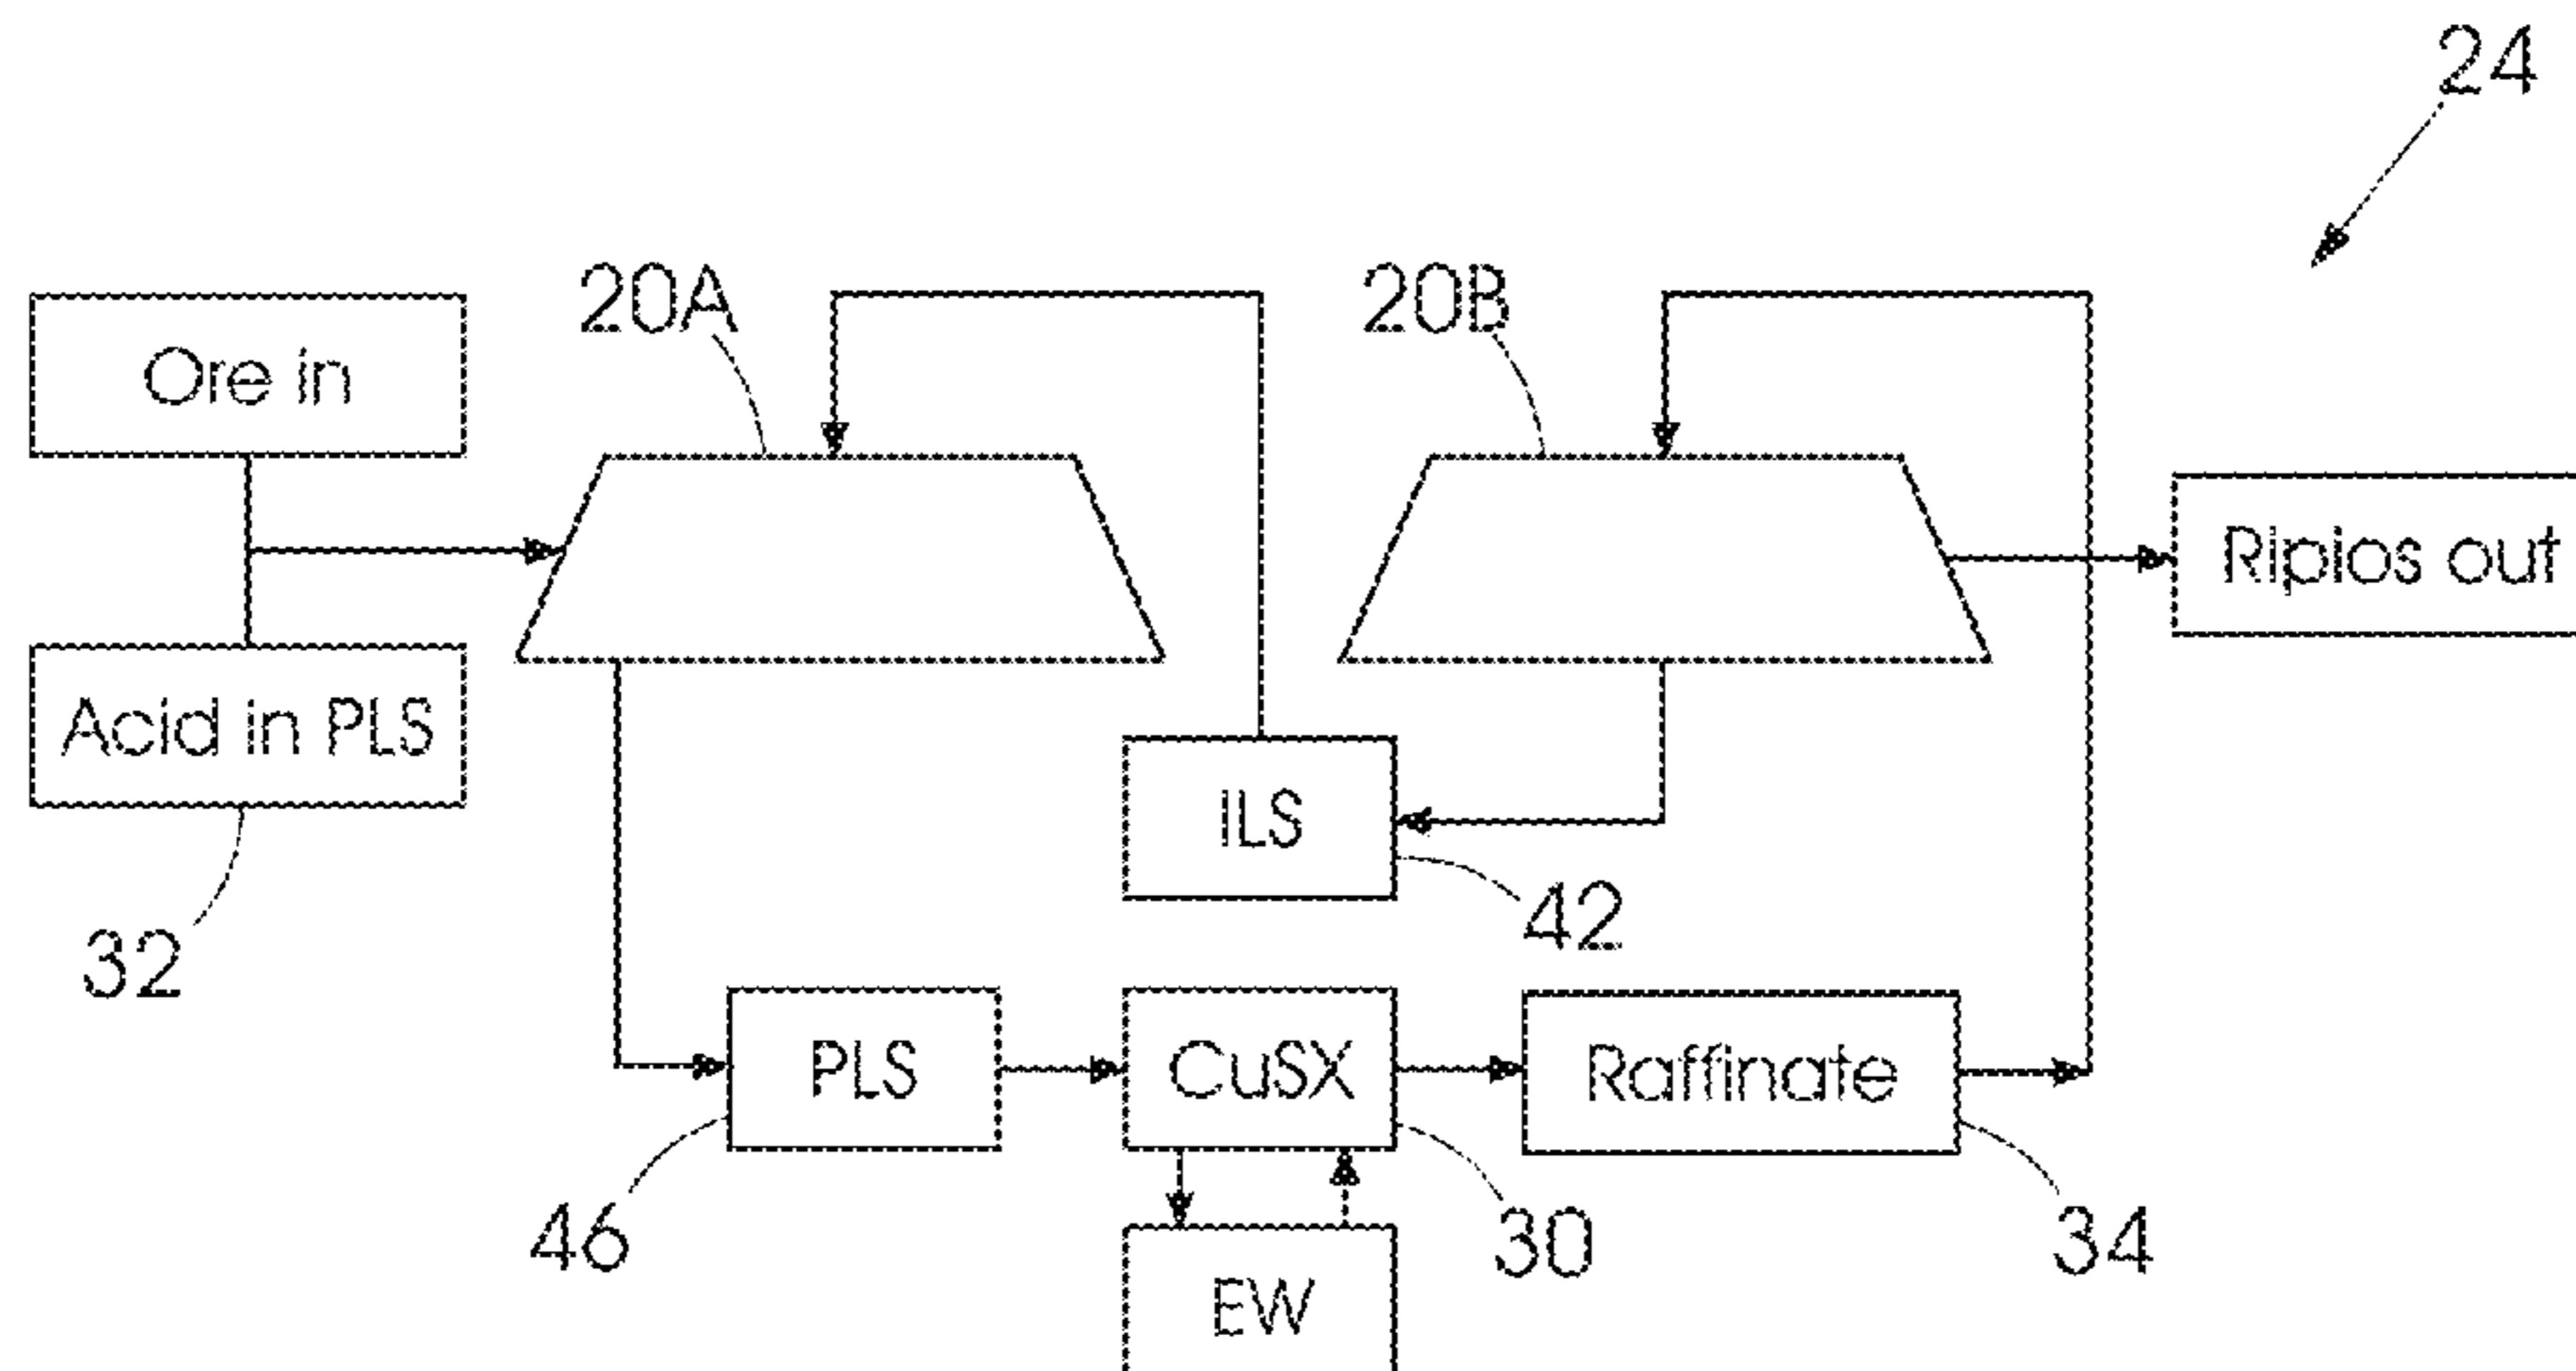 24
20A
20B
Ore in
Ripios out
Acid in PLS
ILS
42
32
PLS
CuSX
Raffinate
46
30
34
EW